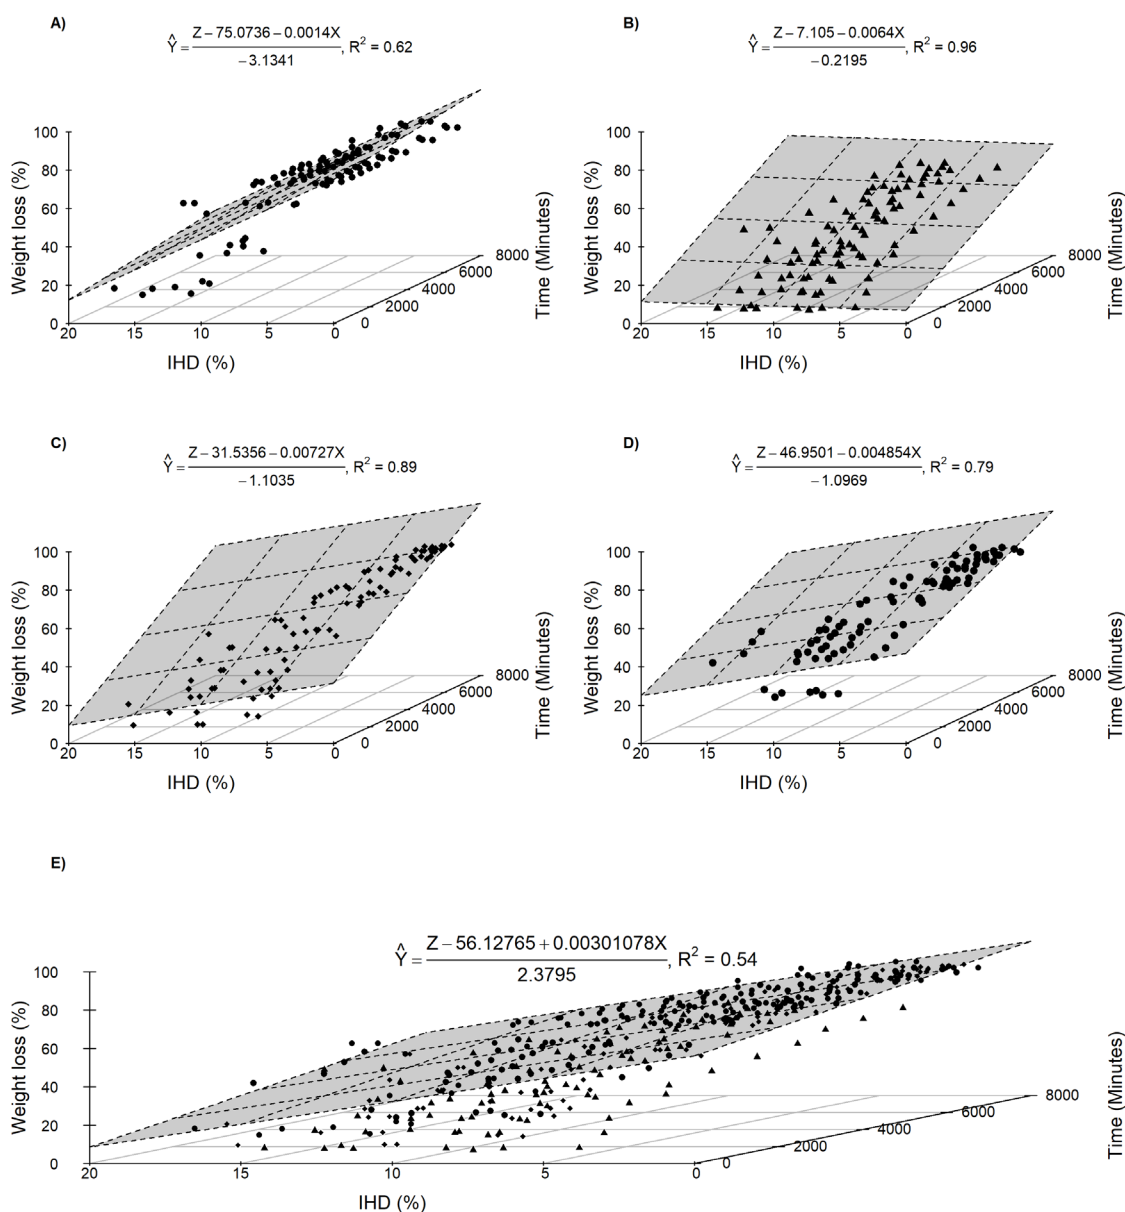 A)
Ŷ = (Z − 75.0736 − 0.0014X) / −3.1341, R² = 0.62
Weight loss (%)
100
80
60
40
20
0
20 15 10 5 0
IHD (%)
0 2000 4000 6000 8000
Time (Minutes)
B)
Ŷ = (Z − 7.105 − 0.0064X) / −0.2195, R² = 0.96
Weight loss (%)
100
80
60
40
20
0
20 15 10 5 0
IHD (%)
0 2000 4000 6000 8000
Time (Minutes)
C)
Ŷ = (Z − 31.5356 − 0.00727X) / −1.1035, R² = 0.89
Weight loss (%)
100
80
60
40
20
0
20 15 10 5 0
IHD (%)
0 2000 4000 6000 8000
Time (Minutes)
D)
Ŷ = (Z − 46.9501 − 0.004854X) / −1.0969, R² = 0.79
Weight loss (%)
100
80
60
40
20
0
20 15 10 5 0
IHD (%)
0 2000 4000 6000 8000
Time (Minutes)
E)
Ŷ = (Z − 56.12765 + 0.00301078X) / 2.3795, R² = 0.54
Weight loss (%)
100
80
60
40
20
0
20 15 10 5 0
IHD (%)
0 2000 4000 6000 8000
Time (Minutes)